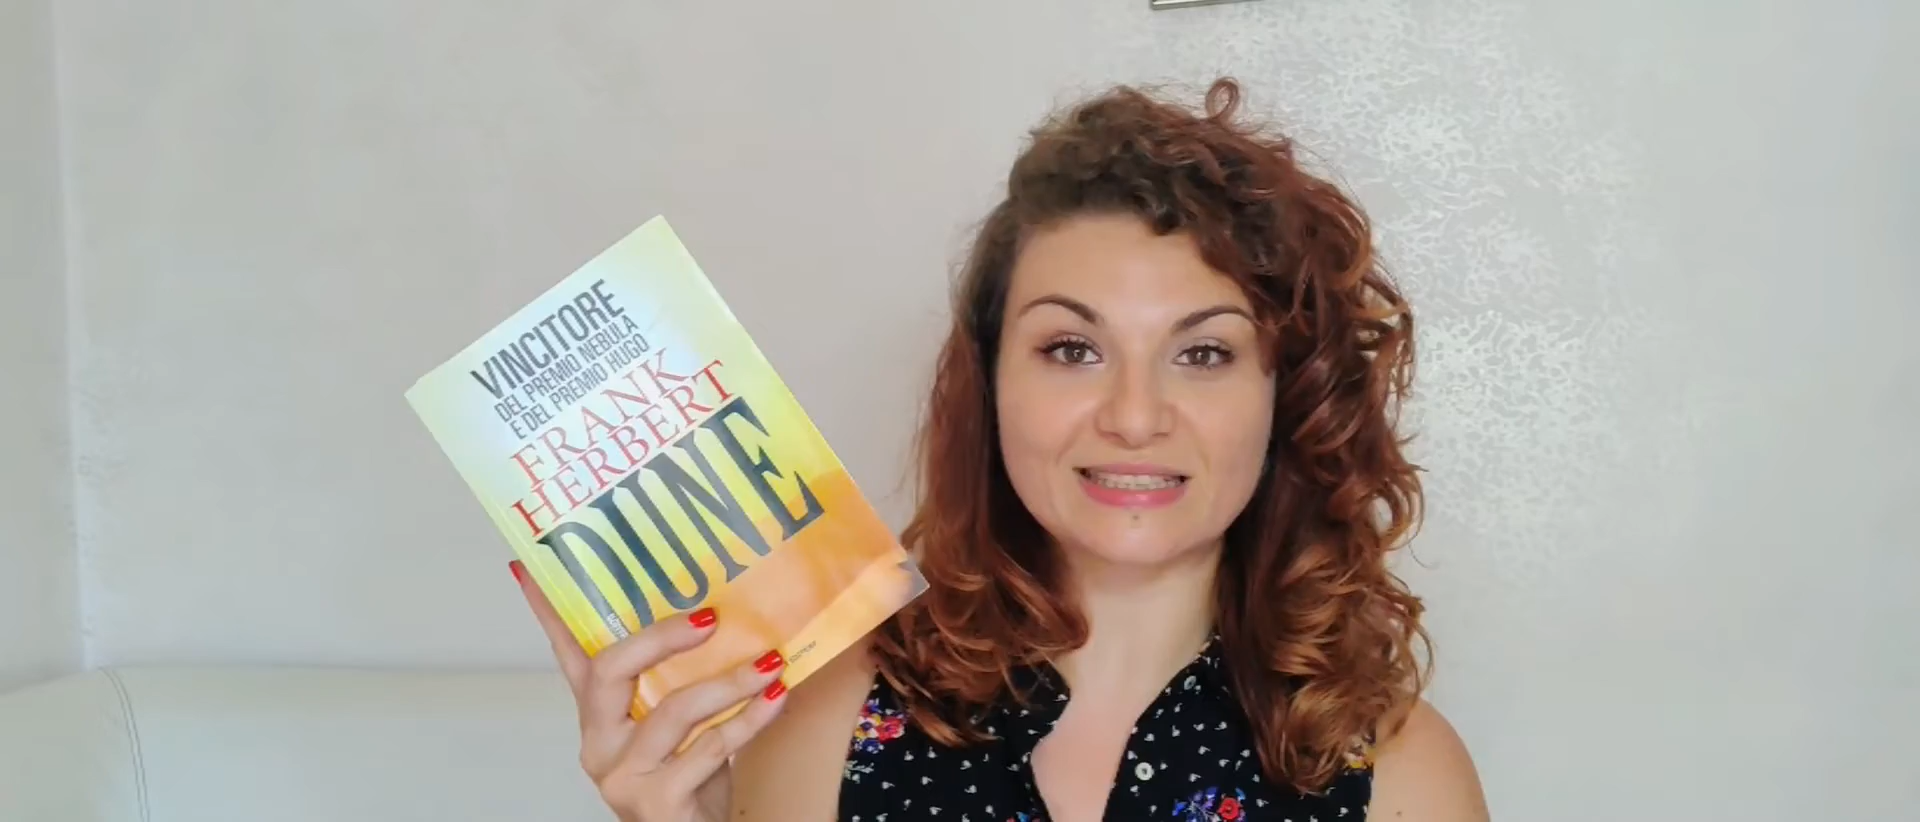 VINCITORE
DEL PREMIO NEBULA
E DEL PREMIO HUGO
FRANK
HERBERT
DUNE